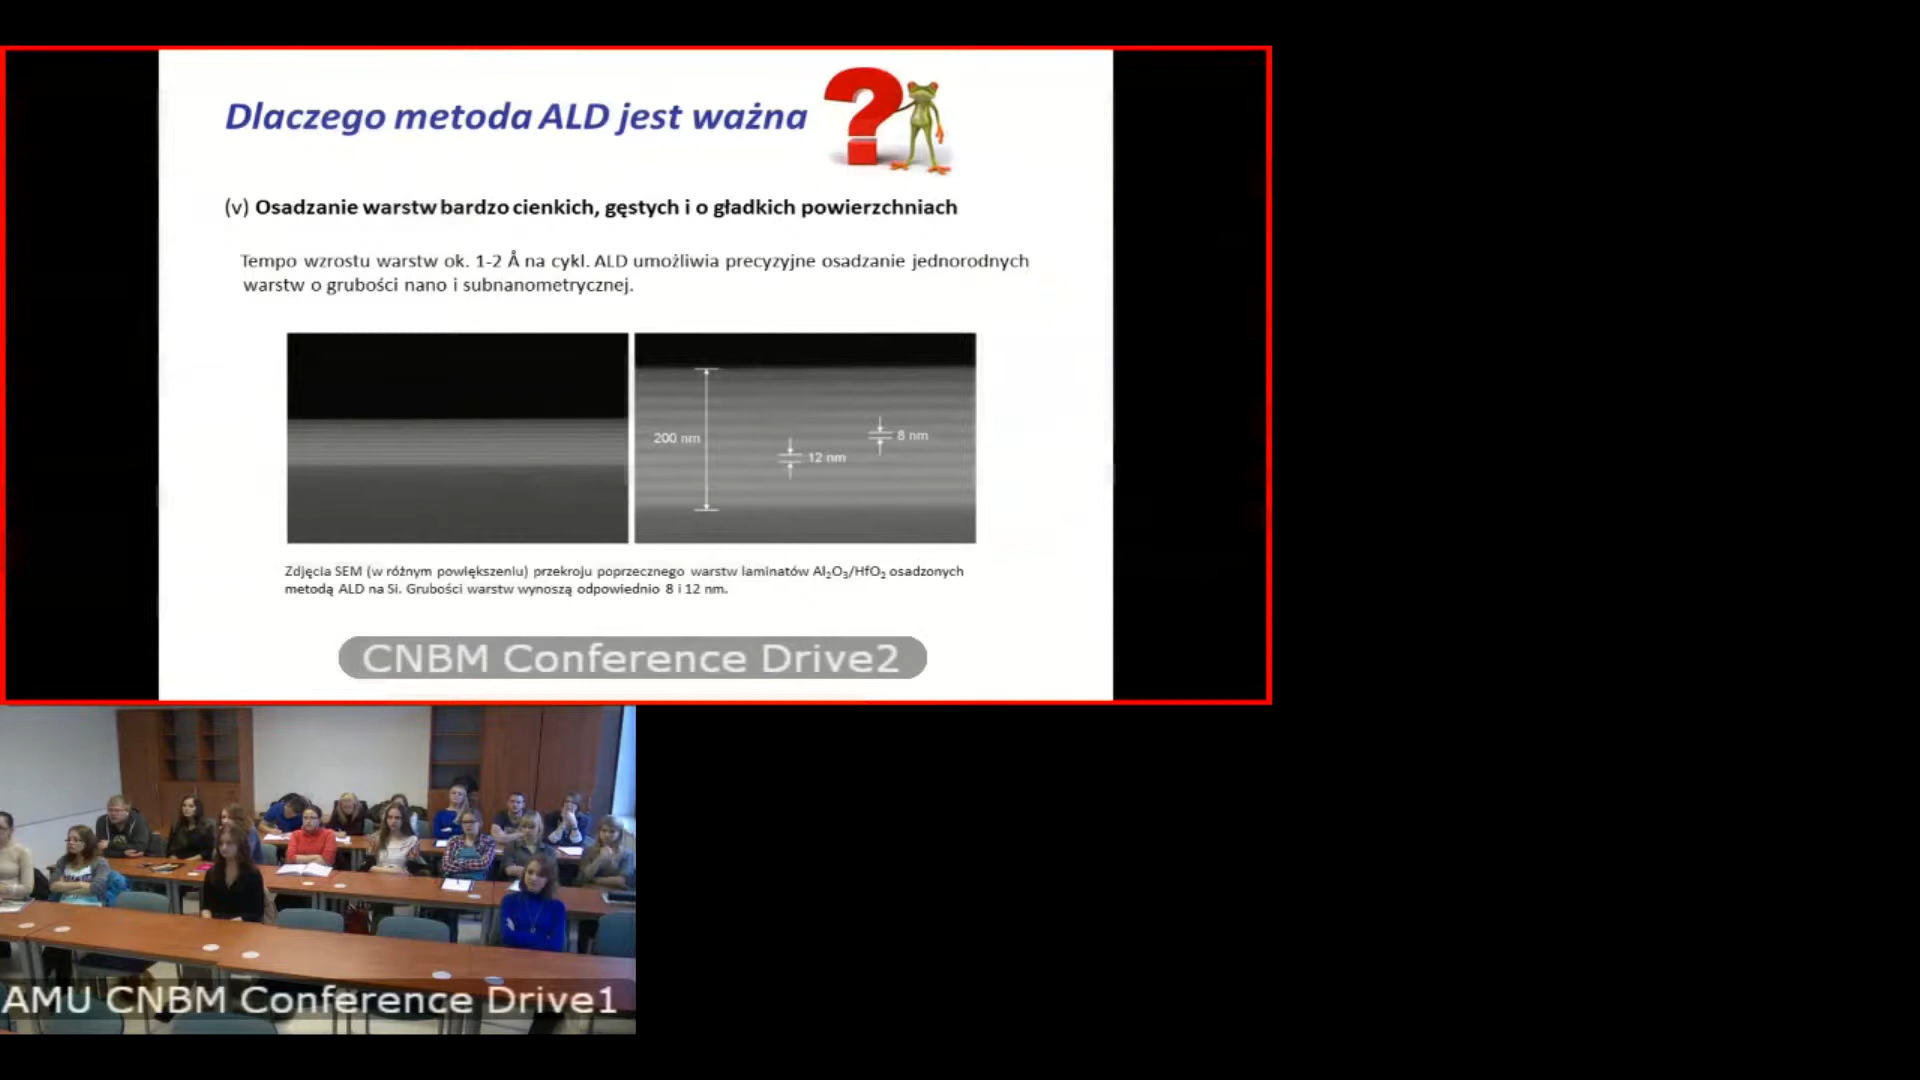 Dlaczego metoda ALD jest ważna
(v) Osadzanie warstw bardzo cienkich, gęstych i o gładkich powierzchniach
Tempo wzrostu warstw ok. 1-2 Å na cykl. ALD umożliwia precyzyjne osadzanie jednorodnych
warstw o grubości nano i subnanometrycznej.
200 nm
12 nm
8 nm
Zdjęcia SEM (w różnym powiększeniu) przekroju poprzecznego warstw laminatów Al₂O₃/HfO₂ osadzonych
metodą ALD na Si. Grubości warstw wynoszą odpowiednio 8 i 12 nm.
CNBM Conference Drive2
AMU CNBM Conference Drive1